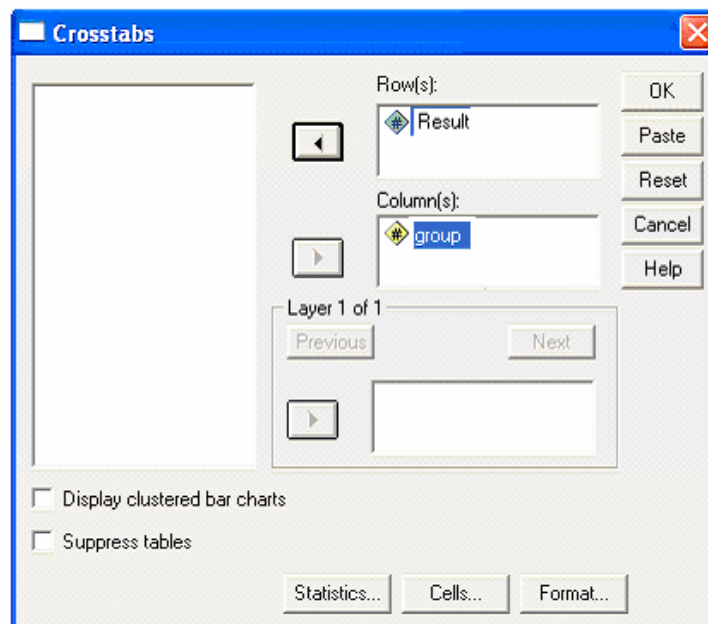 Crosstabs
Row(s):
# Result
OK
Paste
Reset
Column(s):
# group
Cancel
Help
Layer 1 of 1
Previous
Next
Display clustered bar charts
Suppress tables
Statistics...
Cells...
Format...